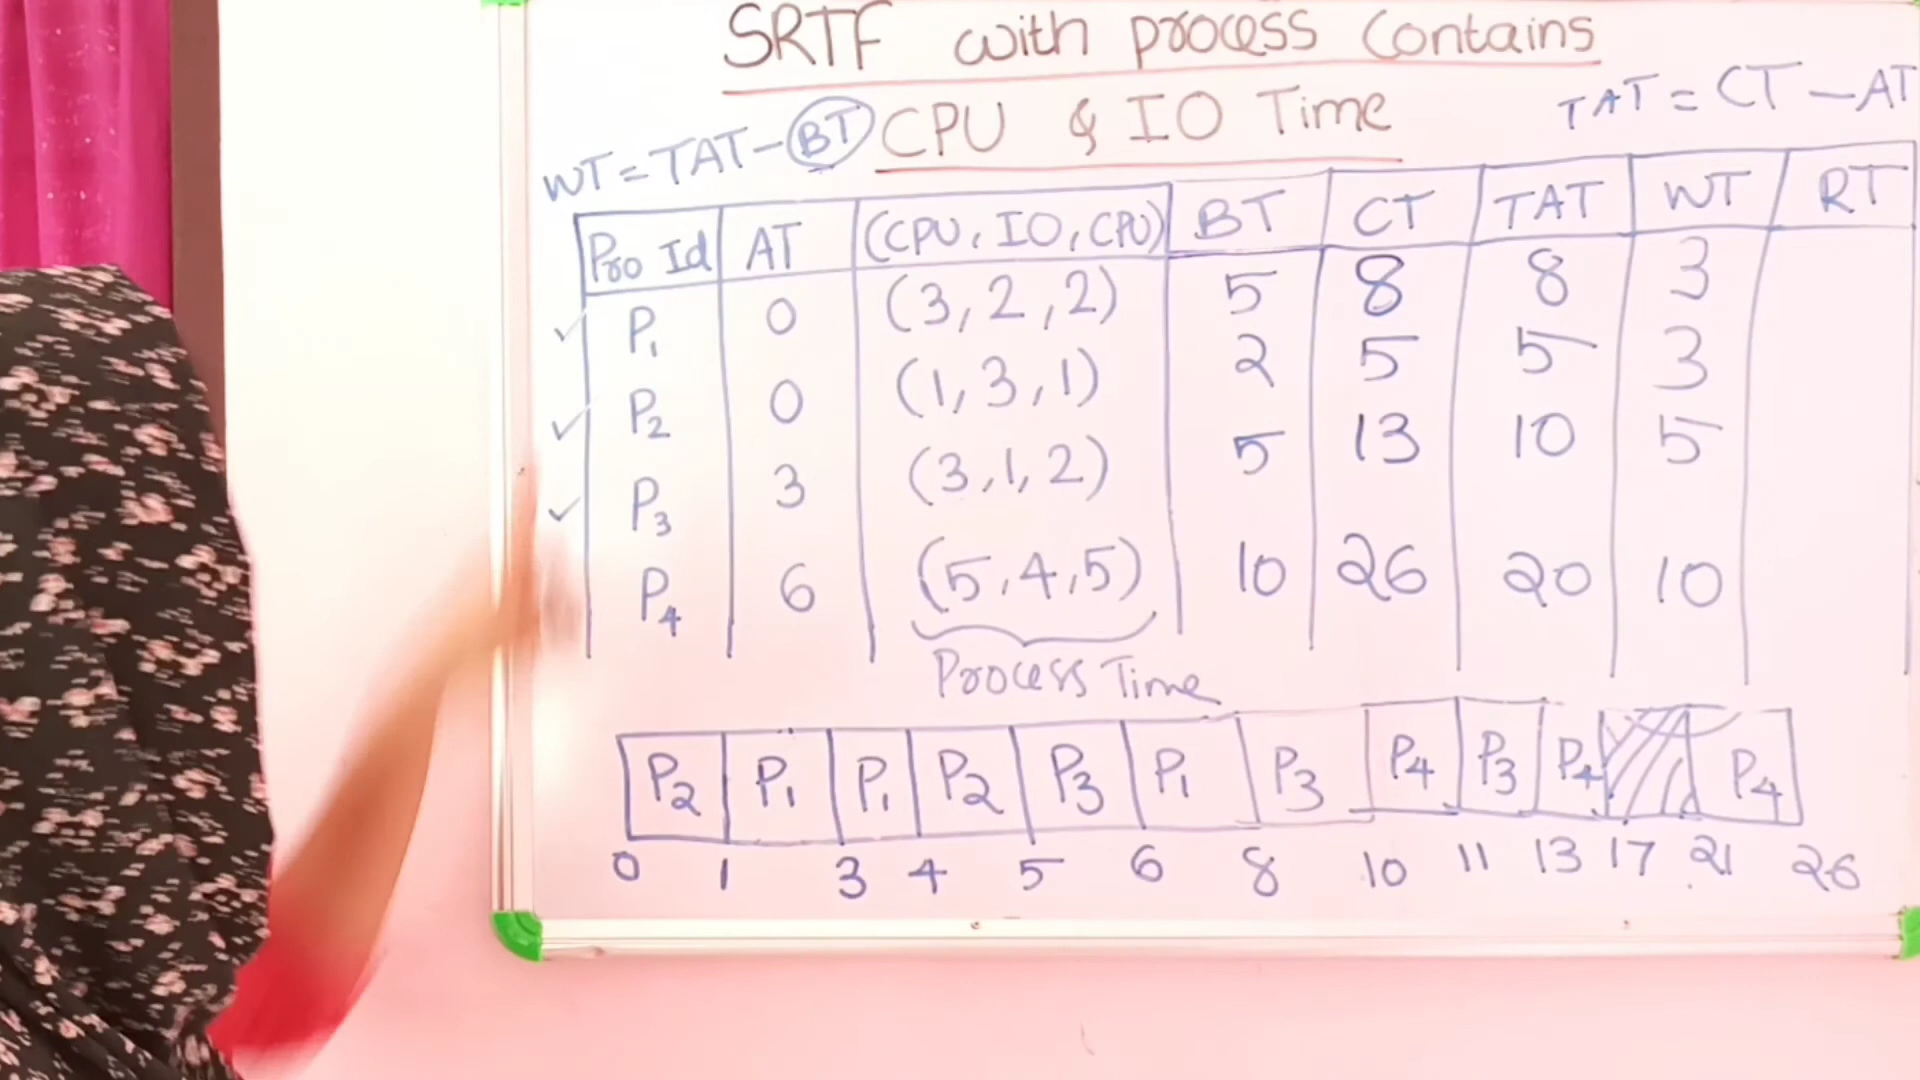 SRTF with process Contains
CPU & IO Time
TAT = CT - AT
WT = TAT - BT
Pro Id AT (CPU, IO, CPU) BT CT TAT WT RT
P1 0 (3, 2, 2) 5 8 8 3
P2 0 (1, 3, 1) 2 5 5 3
P3 3 (3, 1, 2) 5 13 10 5
P4 6 (5, 4, 5) 10 26 20 10
Process Time
P2 P1 P1 P2 P3 P1 P3 P4 P3 P4 P4
0 1 3 4 5 6 8 10 11 13 17 21 26